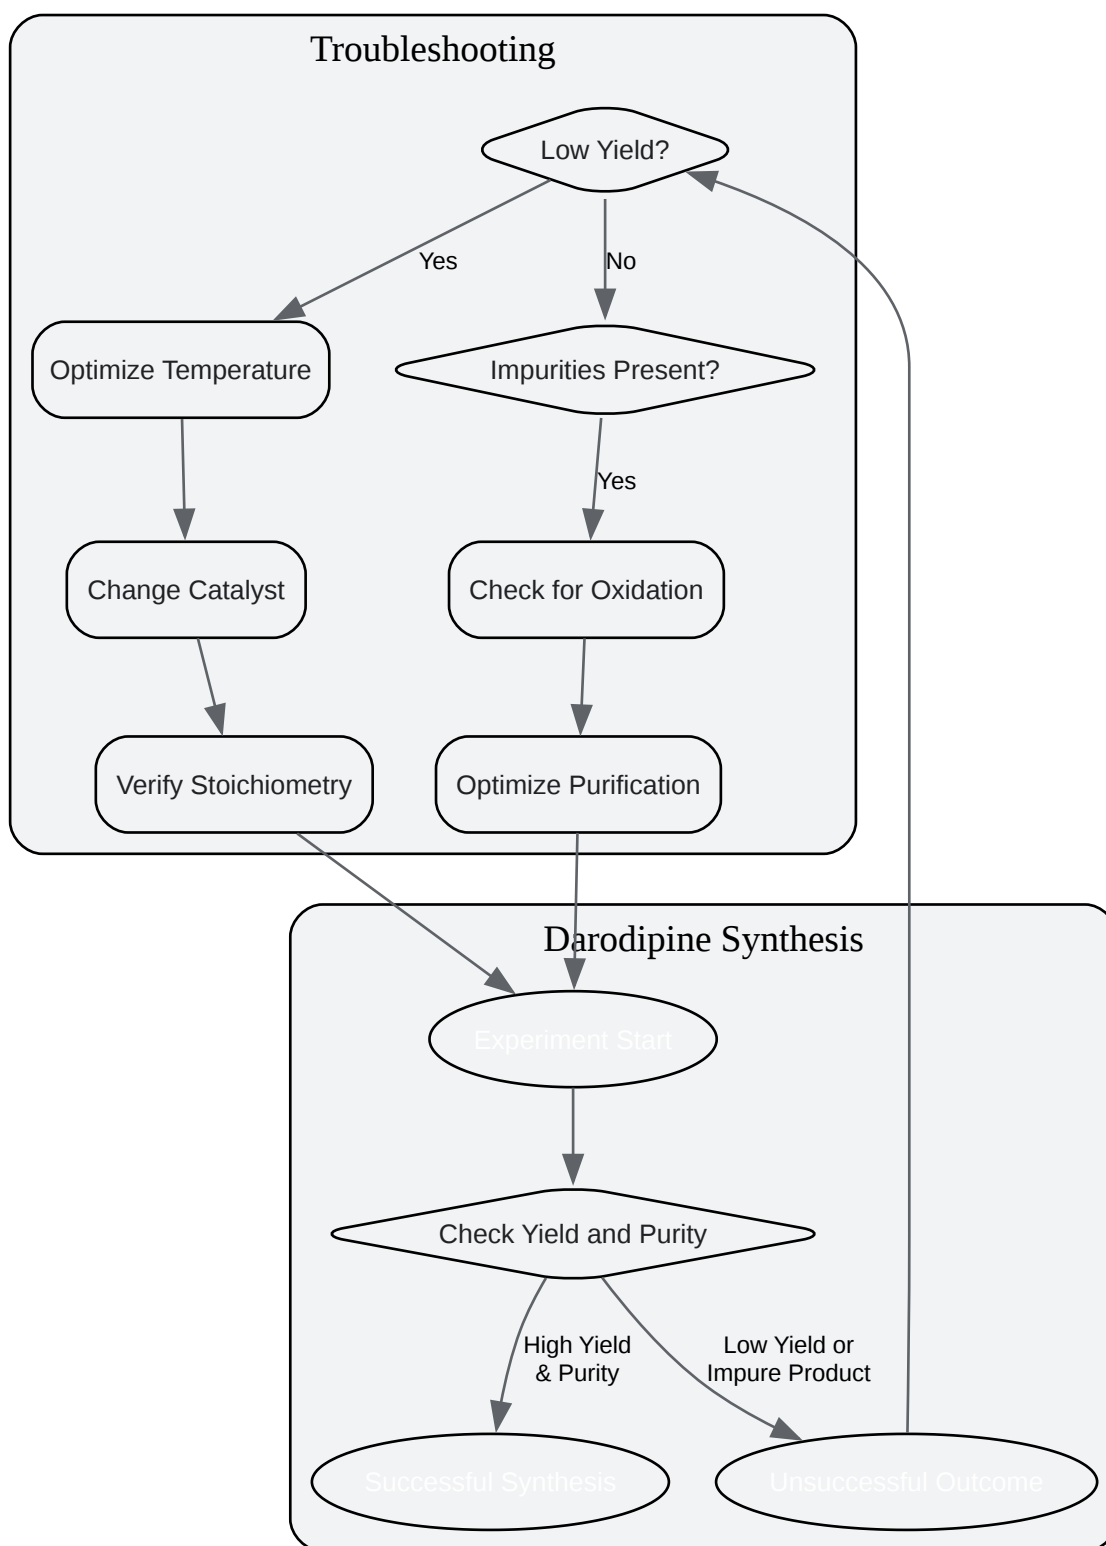 Troubleshooting
Low Yield?
Yes
No
Optimize Temperature
Impurities Present?
Yes
Change Catalyst
Check for Oxidation
Verify Stoichiometry
Optimize Purification
Darodipine Synthesis
Experiment Start
Check Yield and Purity
High Yield
& Purity
Low Yield or
Impure Product
Successful Synthesis
Unsuccessful Outcome